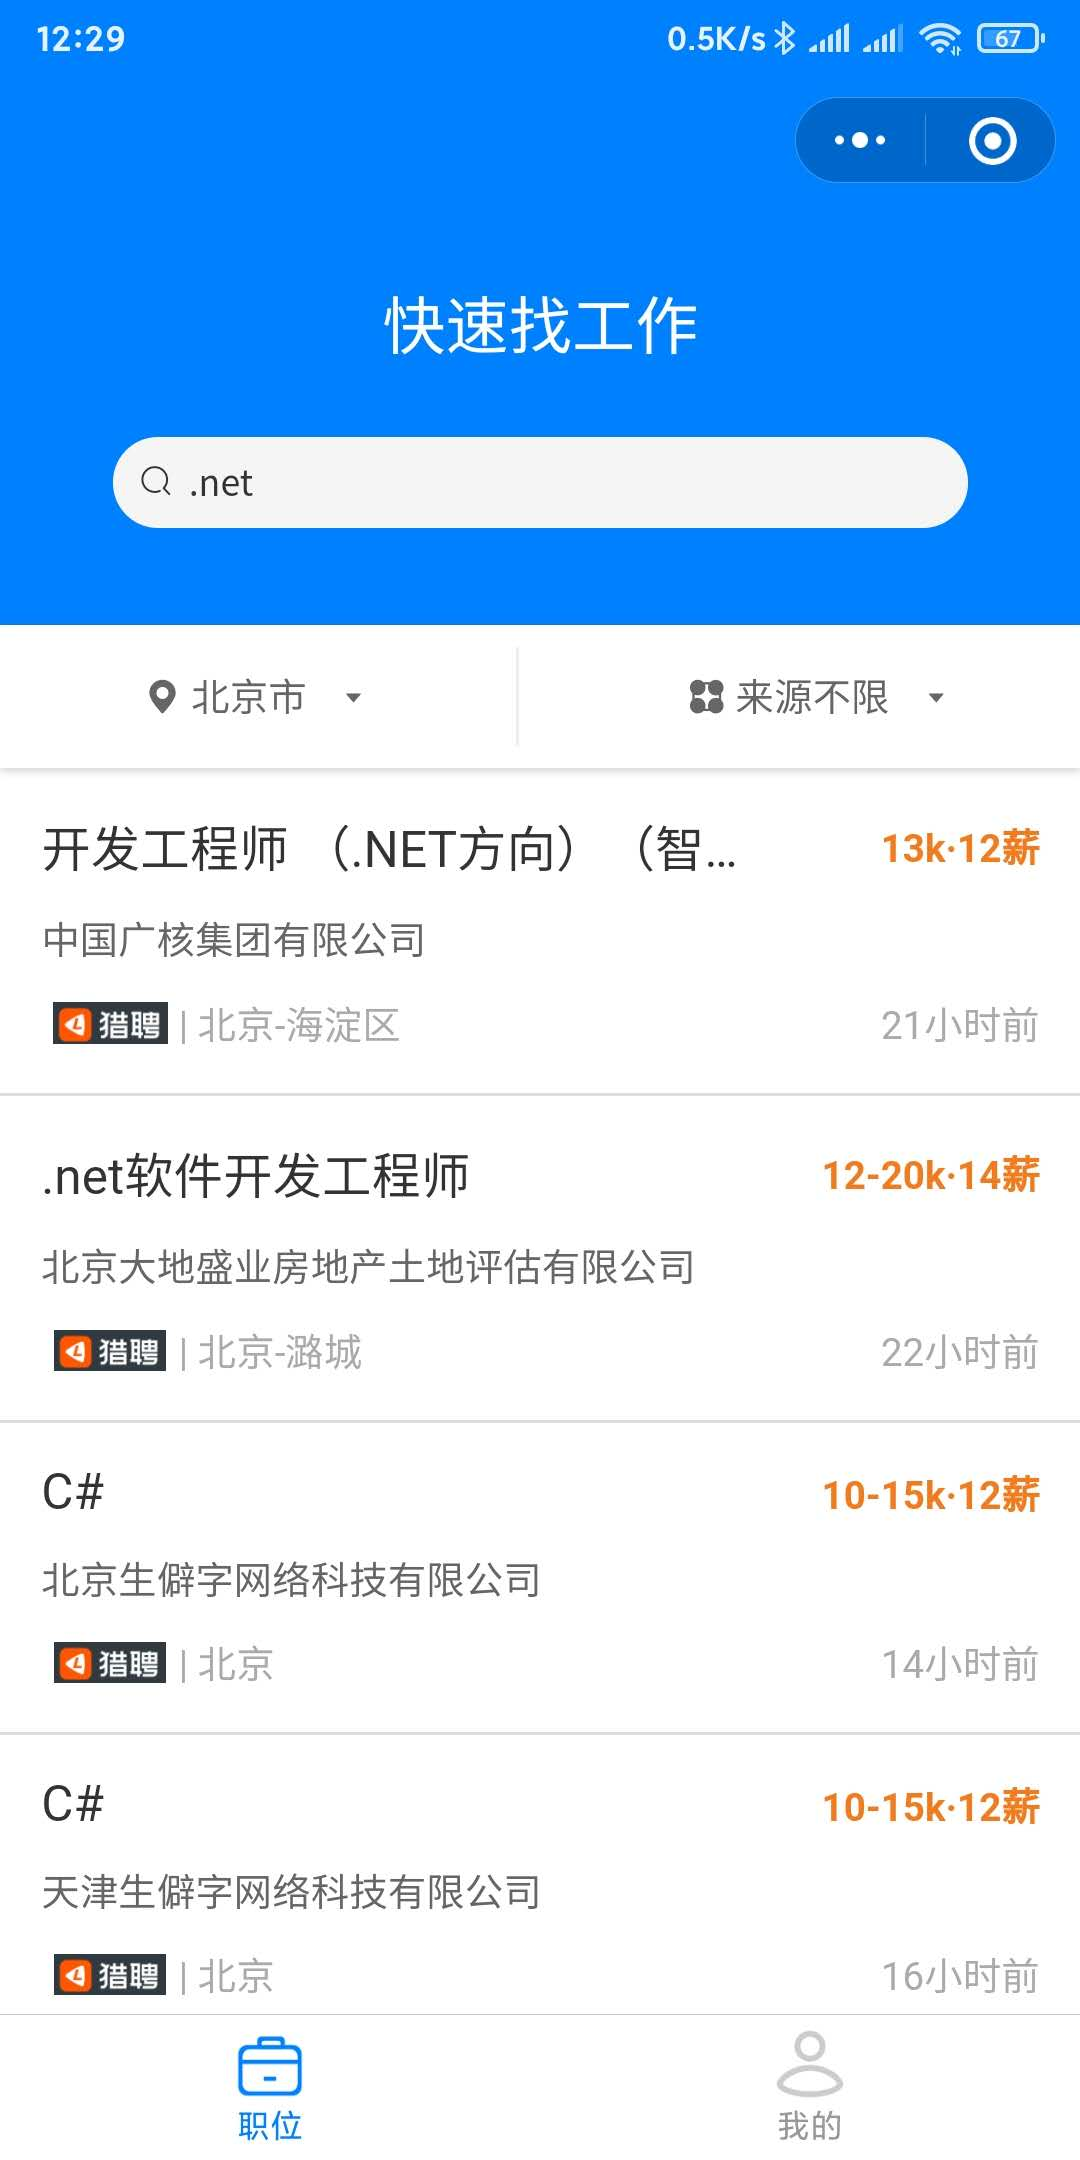 12:29
0.5K/s
67
快速找工作
.net
北京市
来源不限
开发工程师 （.NET方向）（智...
13k·12薪
中国广核集团有限公司
猎聘 | 北京-海淀区
21小时前
.net软件开发工程师
12-20k·14薪
北京大地盛业房地产土地评估有限公司
猎聘 | 北京-潞城
22小时前
C#
10-15k·12薪
北京生僻字网络科技有限公司
猎聘 | 北京
14小时前
C#
10-15k·12薪
天津生僻字网络科技有限公司
猎聘 | 北京
16小时前
职位
我的